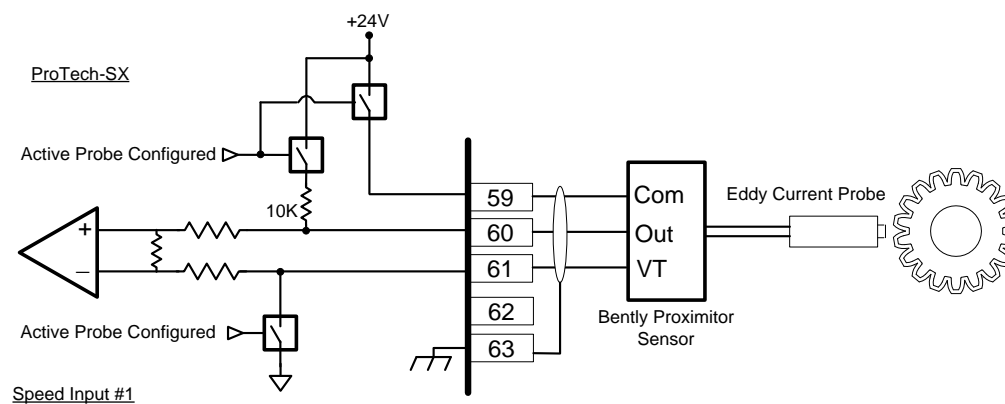 +24V
ProTech-SX
Active Probe Configured
10K
59
Com
60
Out
61
VT
62
63
Eddy Current Probe
Bently Proximitor
Sensor
+
−
Active Probe Configured
Speed Input #1